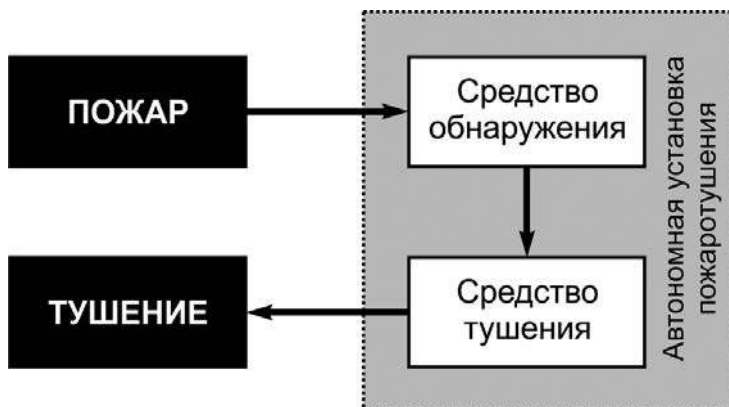 ПОЖАР
Средство
обнаружения
ТУШЕНИЕ
Средство
тушения
Автономная установка
пожаротушения